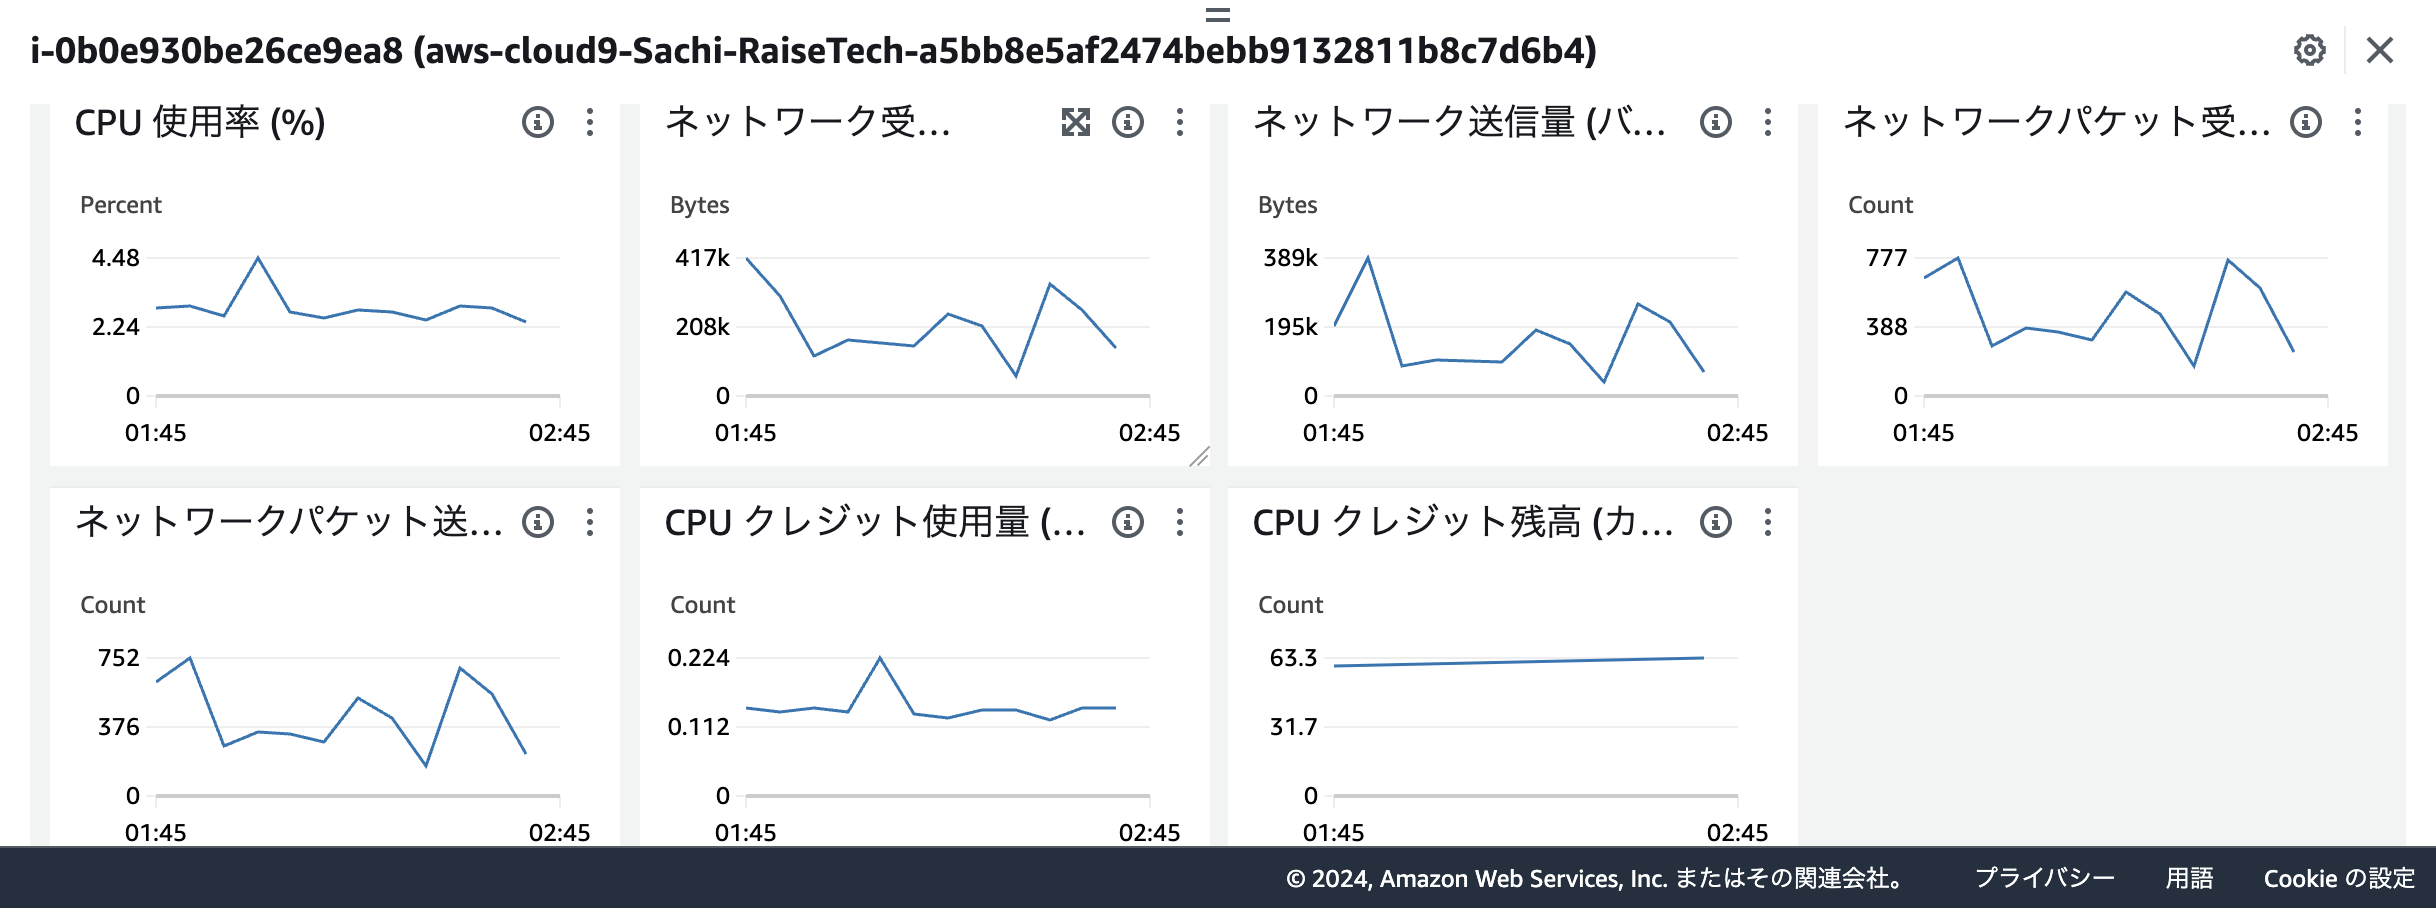 i-0b0e930be26ce9ea8 (aws-cloud9-Sachi-RaiseTech-a5bb8e5af2474bebb9132811b8c7d6b4)
CPU 使用率 (%)
Percent
4.48
2.24
0
01:45 02:45
ネットワーク受...
Bytes
417k
208k
0
01:45 02:45
ネットワーク送信量 (バ...
Bytes
389k
195k
0
01:45 02:45
ネットワークパケット受...
Count
777
388
0
01:45 02:45
ネットワークパケット送...
Count
752
376
0
01:45 02:45
CPU クレジット使用量 (...
Count
0.224
0.112
0
01:45 02:45
CPU クレジット残高 (カ...
Count
63.3
31.7
0
01:45 02:45
© 2024, Amazon Web Services, Inc. またはその関連会社。 プライバシー 用語 Cookie の設定